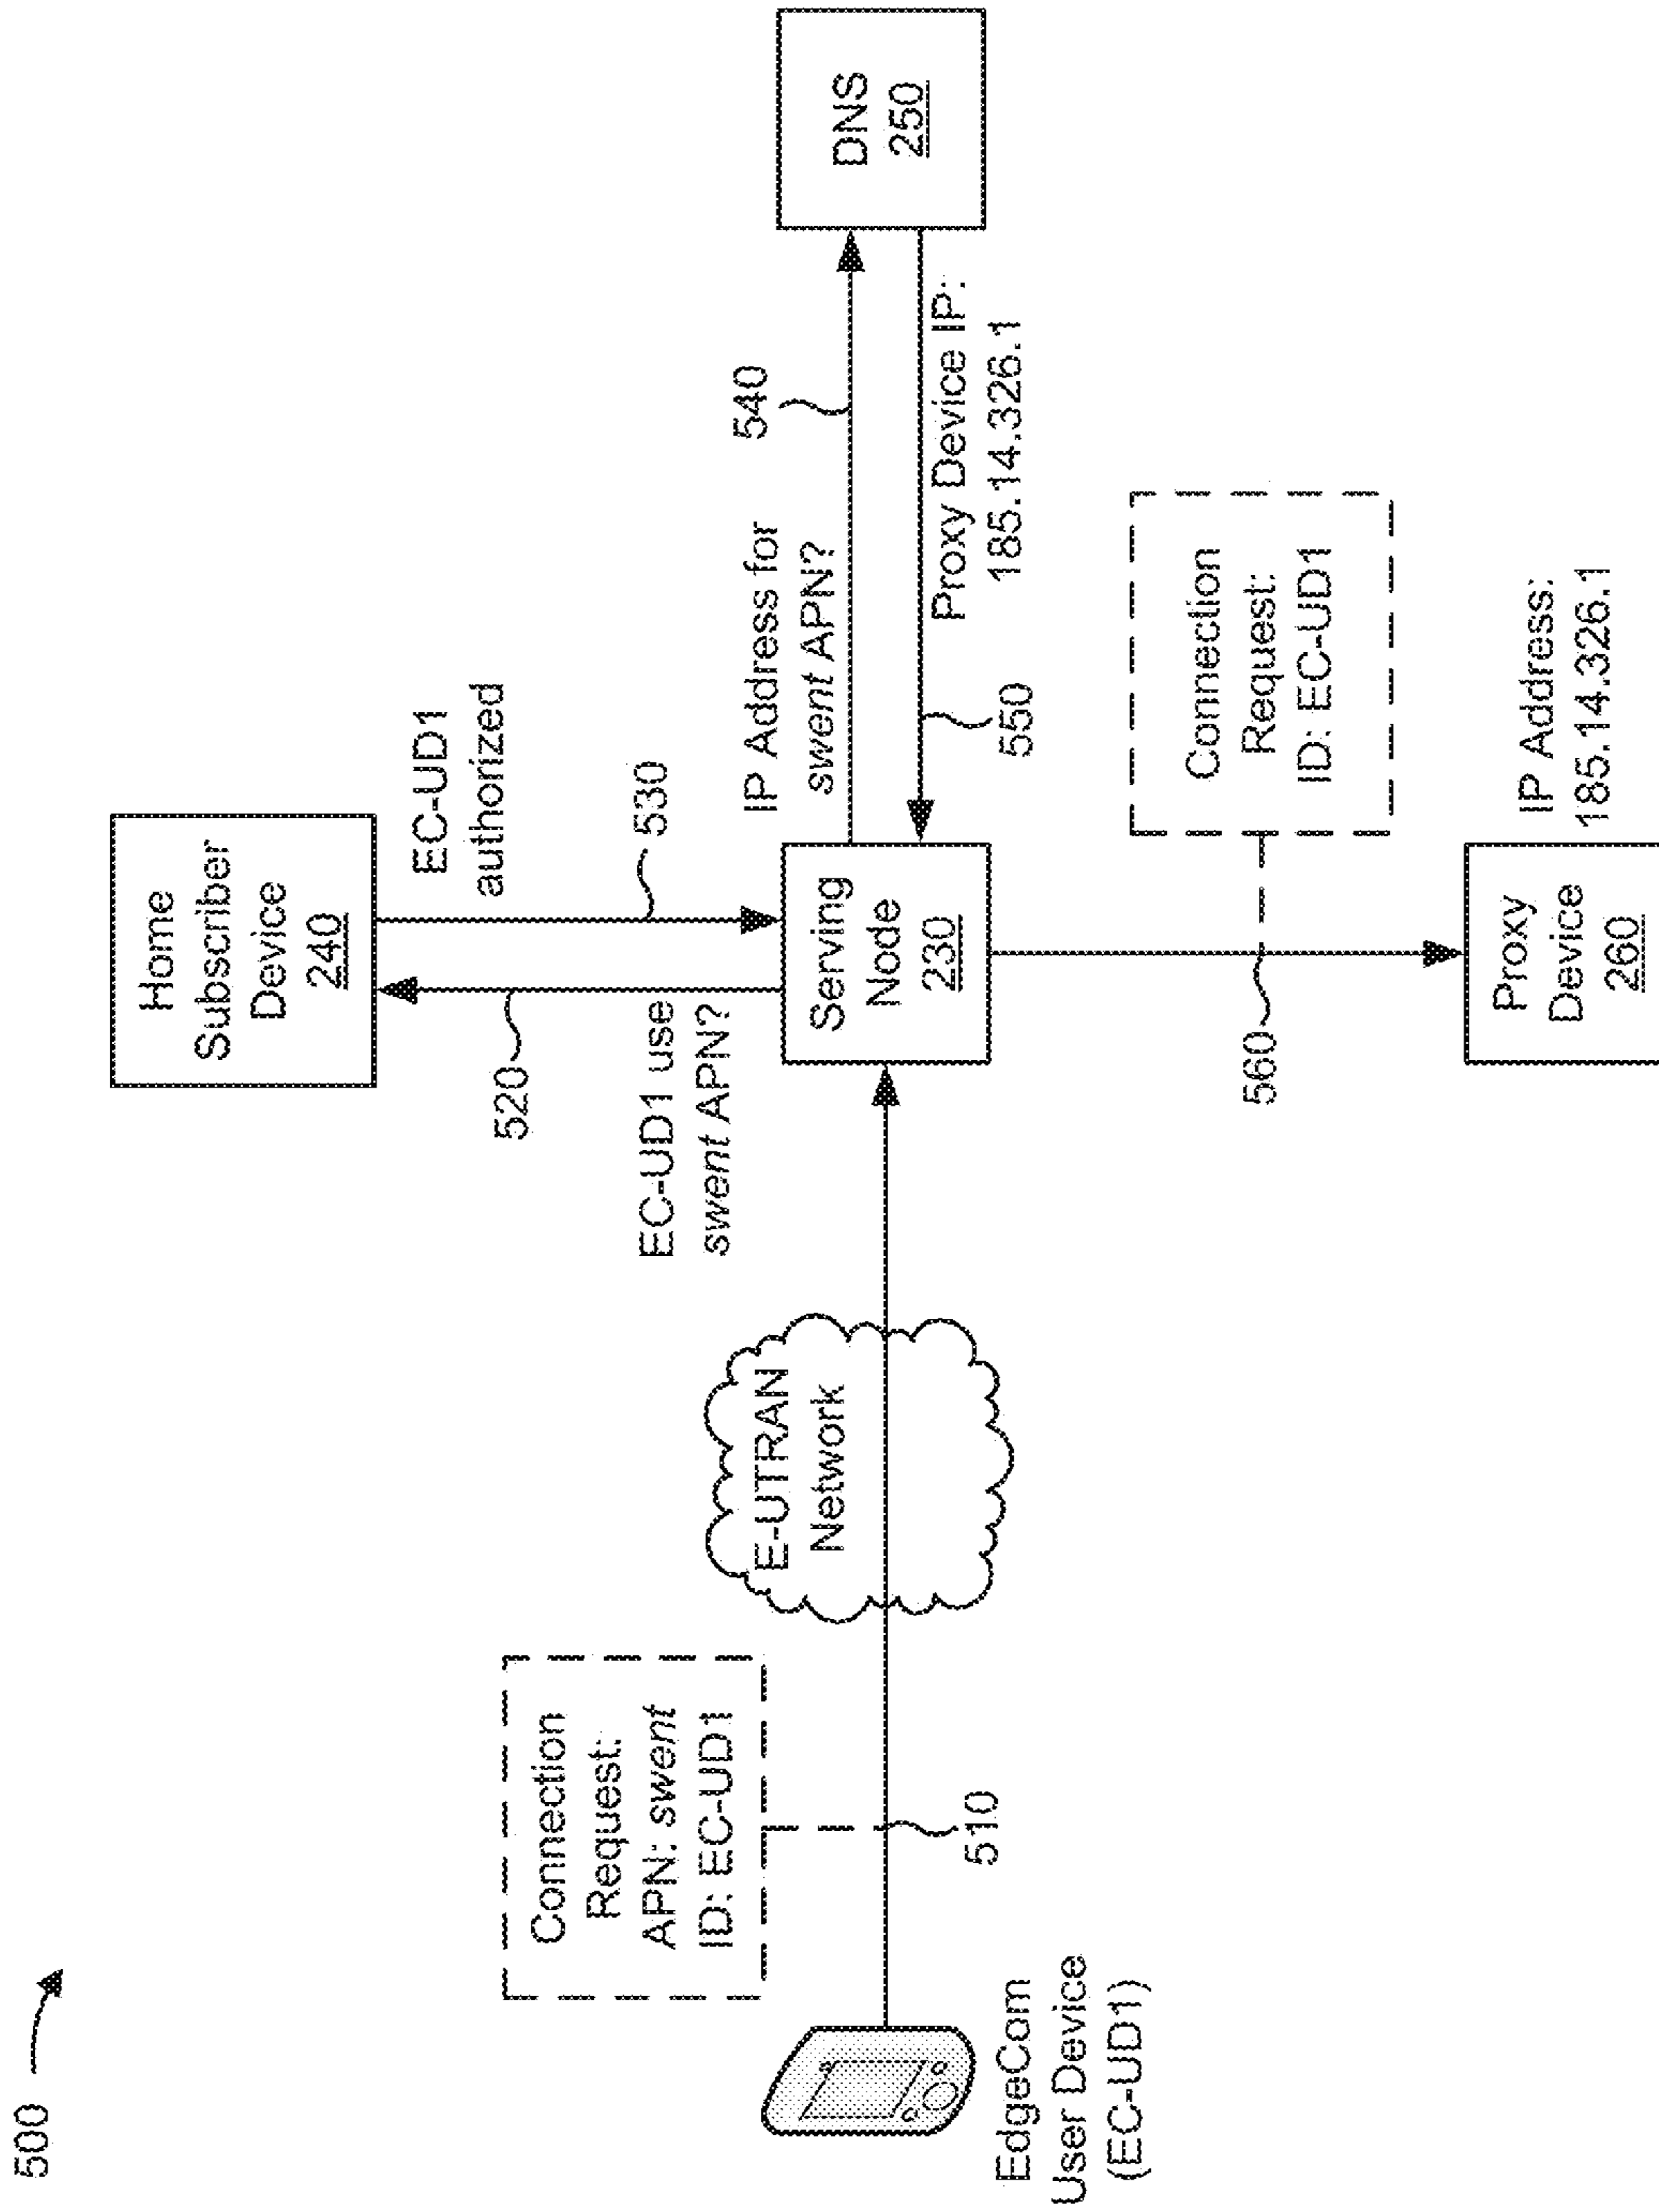 500
Home
Subscriber
Device
240
EC-UD1
authorized
520
530
EC-UD1 use
swent APN?
IP Address for
swent APN?
540
Connection
Request:
APN: swent
ID: EC-UD1
E-UTRAN
Network
Serving
Node
230
DNS
250
550
Proxy Device IP:
185.14.326.1
510
EdgeCom
User Device
(EC-UD1)
560
Connection
Request:
ID: EC-UD1
Proxy
Device
260
IP Address:
185.14.326.1